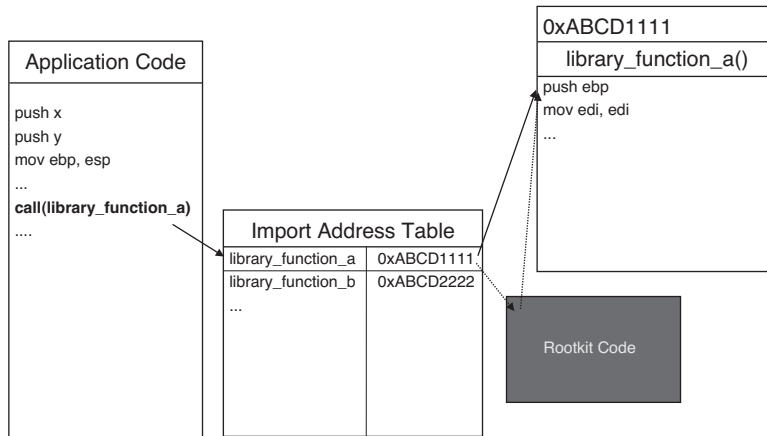 Application Code
push x
push y
mov ebp, esp
...
call(library_function_a)
....
Import Address Table
library_function_a 0xABCD1111
library_function_b 0xABCD2222
...
0xABCD1111
library_function_a()
push ebp
mov edi, edi
...
Rootkit Code